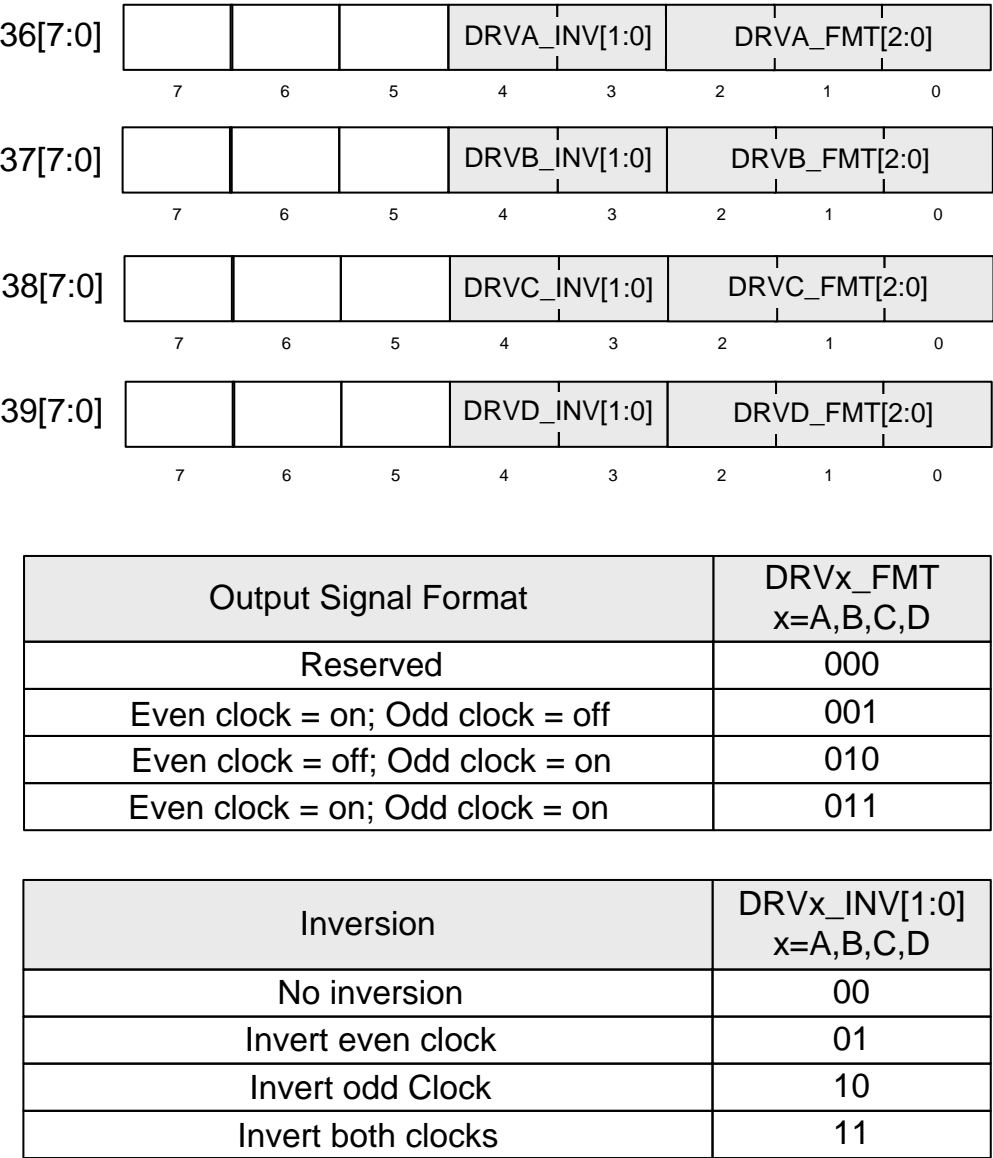 36[7:0] DRVA_INV[1:0] DRVA_FMT[2:0]
7 6 5 4 3 2 1 0
37[7:0] DRVB_INV[1:0] DRVB_FMT[2:0]
7 6 5 4 3 2 1 0
38[7:0] DRVC_INV[1:0] DRVC_FMT[2:0]
7 6 5 4 3 2 1 0
39[7:0] DRVD_INV[1:0] DRVD_FMT[2:0]
7 6 5 4 3 2 1 0
Output Signal Format DRVx_FMT
x=A,B,C,D
Reserved 000
Even clock = on; Odd clock = off 001
Even clock = off; Odd clock = on 010
Even clock = on; Odd clock = on 011
Inversion DRVx_INV[1:0]
x=A,B,C,D
No inversion 00
Invert even clock 01
Invert odd Clock 10
Invert both clocks 11